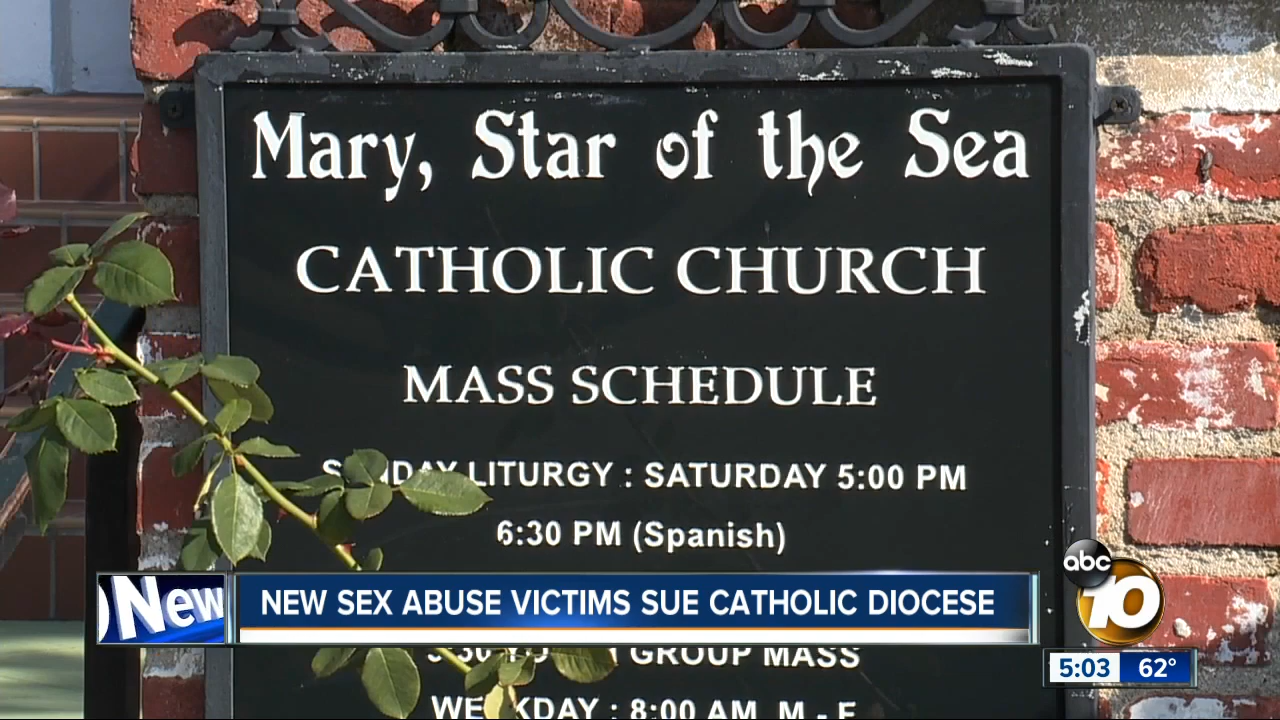 Mary, Star of the Sea
CATHOLIC CHURCH
MASS SCHEDULE
LITURGY : SATURDAY 5:00 PM
6:30 PM (Spanish)
New
NEW SEX ABUSE VICTIMS SUE CATHOLIC DIOCESE
abc
10
5:03 62°
GROUP MASS
8:00 AM M - F